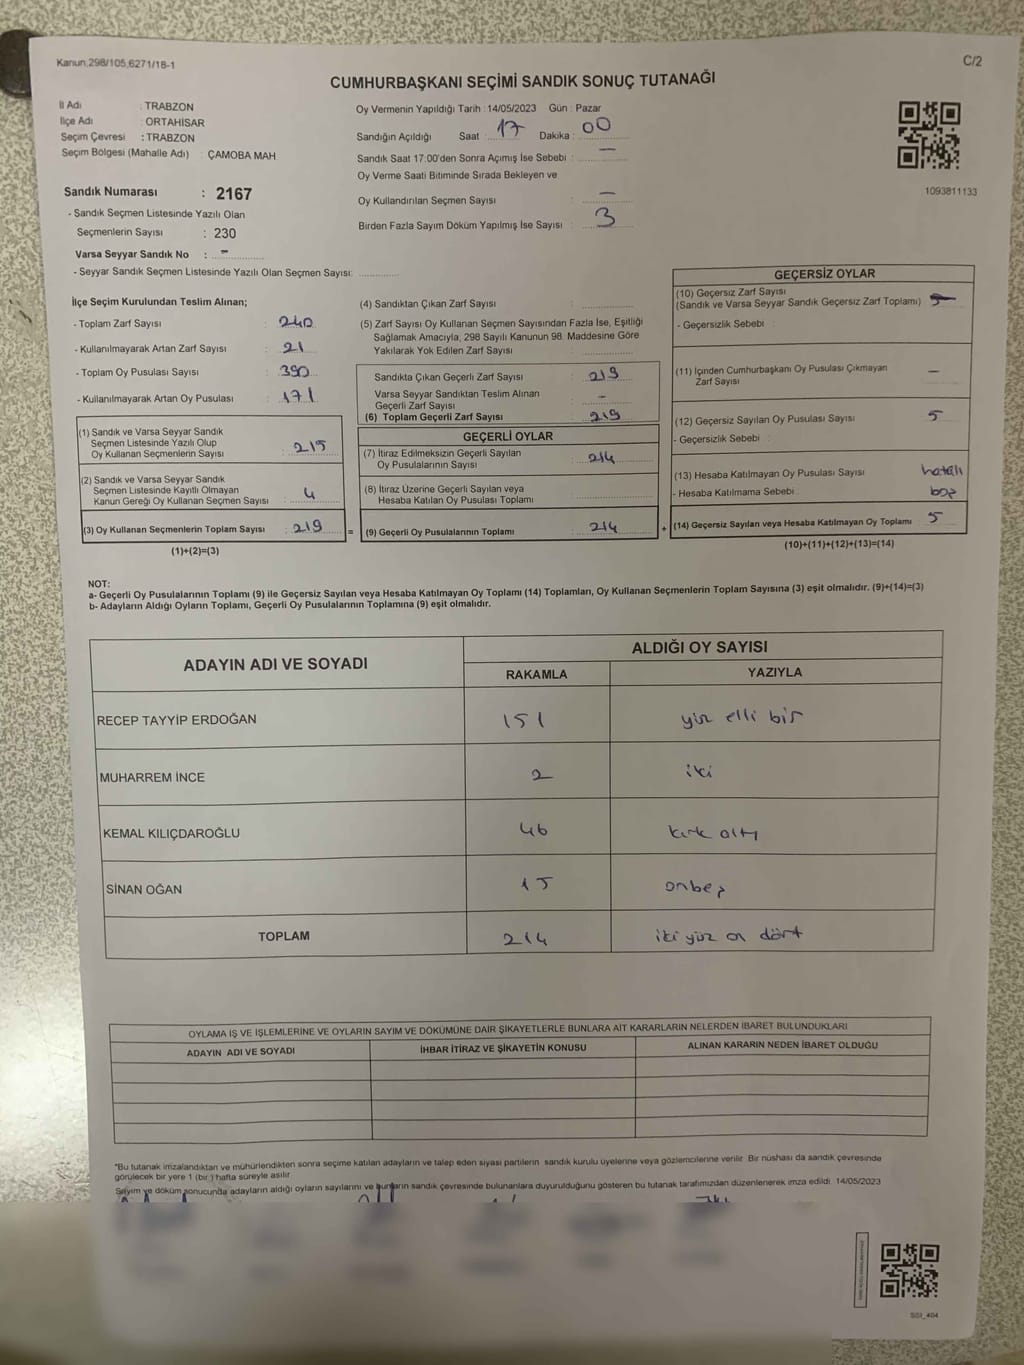 Kanun;298/105;6271/18-1
C/2
CUMHURBAŞKANI SEÇİMİ SANDIK SONUÇ TUTANAĞI
İl Adı : TRABZON
İlçe Adı : ORTAHİSAR
Seçim Çevresi : TRABZON
Seçim Bölgesi (Mahalle Adı) : ÇAMOBA MAH
Sandık Numarası : 2167
- Sandık Seçmen Listesinde Yazılı Olan
Seçmenlerin Sayısı : 230
Varsa Seyyar Sandık No : -
- Seyyar Sandık Seçmen Listesinde Yazılı Olan Seçmen Sayısı:
Oy Vermenin Yapıldığı Tarih : 14/05/2023 Gün : Pazar
Sandığın Açıldığı Saat : 17 Dakika : 00
Sandık Saat 17:00'den Sonra Açımış İse Sebebi : -
Oy Verme Saati Bitiminde Sırada Bekleyen ve
Oy Kullandırılan Seçmen Sayısı : -
Birden Fazla Sayım Döküm Yapılmış İse Sayısı : 3
1093811133
İlçe Seçim Kurulundan Teslim Alınan;
- Toplam Zarf Sayısı : 240
- Kullanılmayarak Artan Zarf Sayısı : 21
- Toplam Oy Pusulası Sayısı : 390
- Kullanılmayarak Artan Oy Pusulası : 171
(1) Sandık ve Varsa Seyyar Sandık
Seçmen Listesinde Yazılı Olup
Oy Kullanan Seçmenlerin Sayısı : 215
(2) Sandık ve Varsa Seyyar Sandık
Seçmen Listesinde Kayıtlı Olmayan
Kanun Gereği Oy Kullanan Seçmen Sayısı : 4
(3) Oy Kullanan Seçmenlerin Toplam Sayısı : 219
(1)+(2)=(3)
(4) Sandıktan Çıkan Zarf Sayısı :
(5) Zarf Sayısı Oy Kullanan Seçmen Sayısından Fazla İse, Eşitliği
Sağlamak Amacıyla, 298 Sayılı Kanunun 98. Maddesine Göre
Yakılarak Yok Edilen Zarf Sayısı :
Sandıkta Çıkan Geçerli Zarf Sayısı : 219
Varsa Seyyar Sandıktan Teslim Alınan
Geçerli Zarf Sayısı : -
(6) Toplam Geçerli Zarf Sayısı : 219
GEÇERLİ OYLAR
(7) İtiraz Edilmeksizin Geçerli Sayılan
Oy Pusulalarının Sayısı : 214
(8) İtiraz Üzerine Geçerli Sayılan veya
Hesaba Katılan Oy Pusulası Toplamı :
= (9) Geçerli Oy Pusulalarının Toplamı : 214
GEÇERSİZ OYLAR
(10) Geçersiz Zarf Sayısı
(Sandık ve Varsa Seyyar Sandık Geçersiz Zarf Toplamı)
- Geçersizlik Sebebi :
(11) İçinden Cumhurbaşkanı Oy Pusulası Çıkmayan
Zarf Sayısı -
(12) Geçersiz Sayılan Oy Pusulası Sayısı : 5
- Geçersizlik Sebebi :
(13) Hesaba Katılmayan Oy Pusulası Sayısı : hatalı
- Hesaba Katılmama Sebebi : boş
+ (14) Geçersiz Sayılan veya Hesaba Katılmayan Oy Toplamı : 5
(10)+(11)+(12)+(13)=(14)
NOT:
a- Geçerli Oy Pusulalarının Toplamı (9) ile Geçersiz Sayılan veya Hesaba Katılmayan Oy Toplamı (14) Toplamları, Oy Kullanan Seçmenlerin Toplam Sayısına (3) eşit olmalıdır. (9)+(14)=(3)
b- Adayların Aldığı Oyların Toplamı, Geçerli Oy Pusulalarının Toplamına (9) eşit olmalıdır.
ADAYIN ADI VE SOYADI ALDIĞI OY SAYISI
RAKAMLA YAZIYLA
RECEP TAYYİP ERDOĞAN 151 yüz elli bir
MUHARREM İNCE 2 iki
KEMAL KILIÇDAROĞLU 46 kırk altı
SİNAN OĞAN 15 onbeş
TOPLAM 214 iki yüz on dört
OYLAMA İŞ VE İŞLEMLERİNE VE OYLARIN SAYIM VE DÖKÜMÜNE DAİR ŞİKAYETLERLE BUNLARA AİT KARARLARIN NELERDEN İBARET BULUNDUKLARI
ADAYIN ADI VE SOYADI İHBAR İTİRAZ VE ŞİKAYETİN KONUSU ALINAN KARARIN NEDEN İBARET OLDUĞU
*Bu tutanak imzalandıktan ve mühürlendikten sonra seçime katılan adayların ve talep eden siyasi partilerin sandık kurulu üyelerine veya gözlemcilerine verilir. Bir nüshası da sandık çevresinde
görülecek bir yere 1 (bir ) hafta süreyle asılır.
Sayım ve döküm sonucunda adayların aldığı oyların sayılarını ve bunların sandık çevresinde bulunanlara duyurulduğunu gösteren bu tutanak tarafımızdan düzenlenerek imza edildi. 14/05/2023
SS1_404